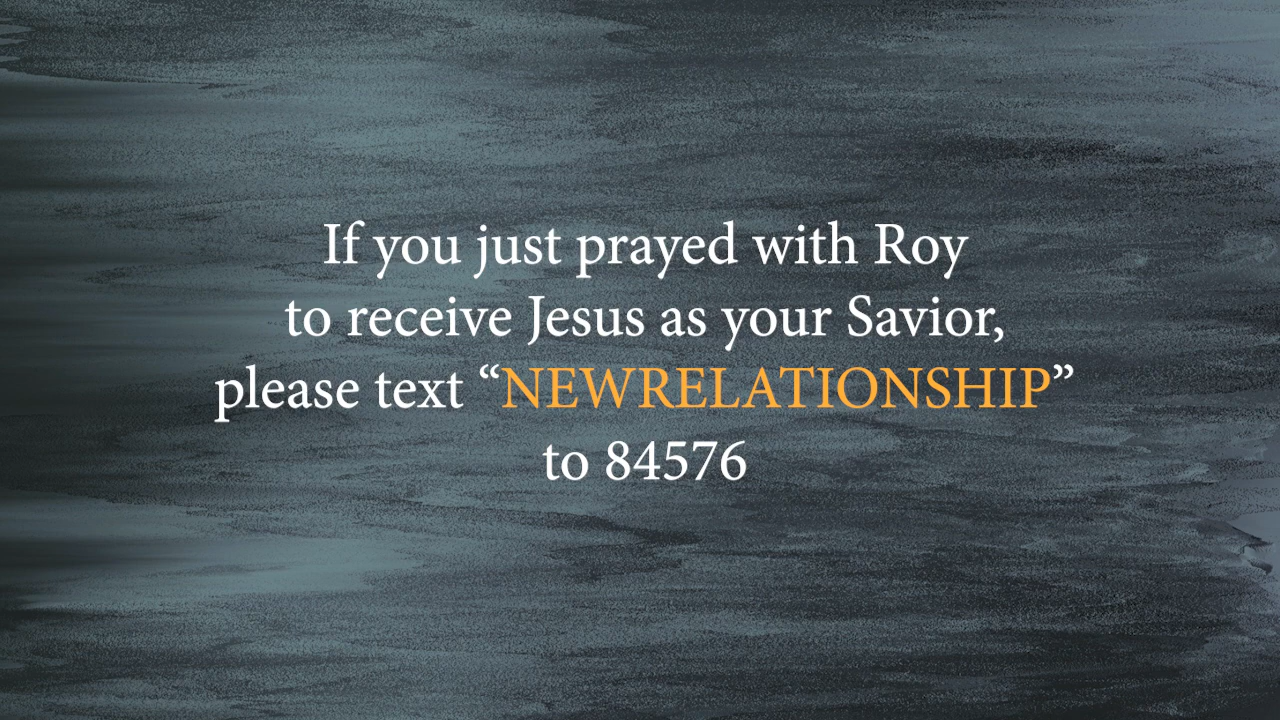 If you just prayed with Roy
to receive Jesus as your Savior,
please text “NEWRELATIONSHIP”
to 84576